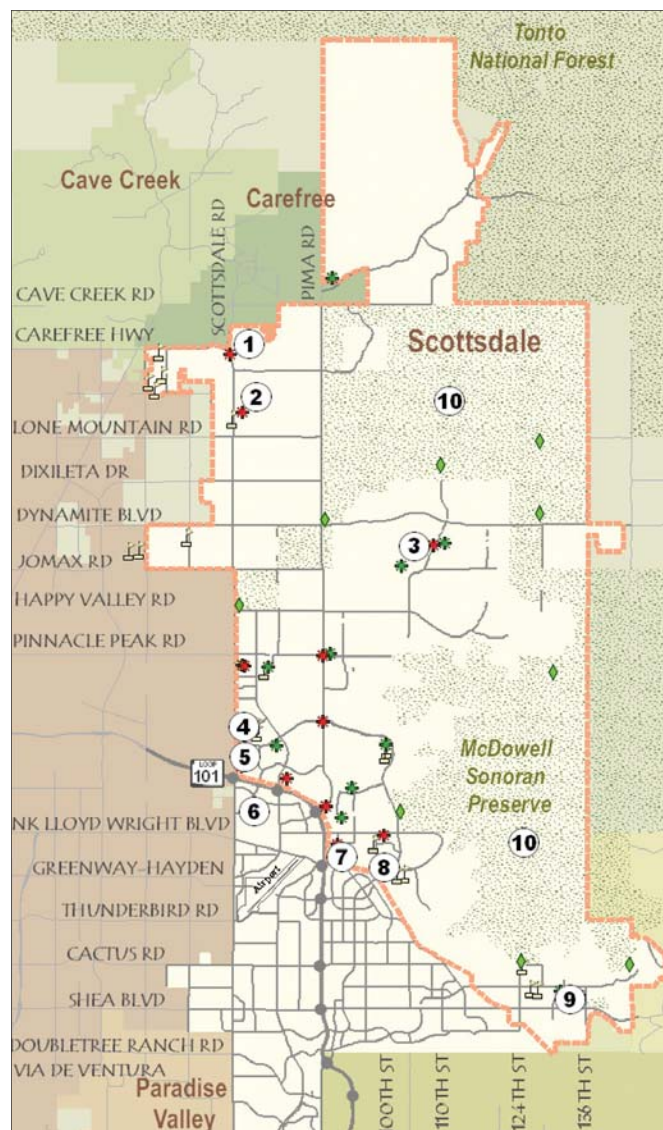 Tonto
National Forest
Cave Creek
Carefree
SCOTTSDALE RD
PIMA RD
CAVE CREEK RD
CAREFREE HWY
1
Scottsdale
2
10
LONE MOUNTAIN RD
DIXILETA DR
DYNAMITE BLVD
3
JOMAX RD
HAPPY VALLEY RD
PINNACLE PEAK RD
4
5
McDowell
Sonoran
Preserve
LOOP
101
6
NK LLOYD WRIGHT BLVD
10
7
8
GREENWAY-HAYDEN
Airport
THUNDERBIRD RD
CACTUS RD
SHEA BLVD
9
DOUBLETREE RANCH RD
VIA DE VENTURA
Paradise
Valley
100TH ST
110TH ST
124TH ST
136TH ST